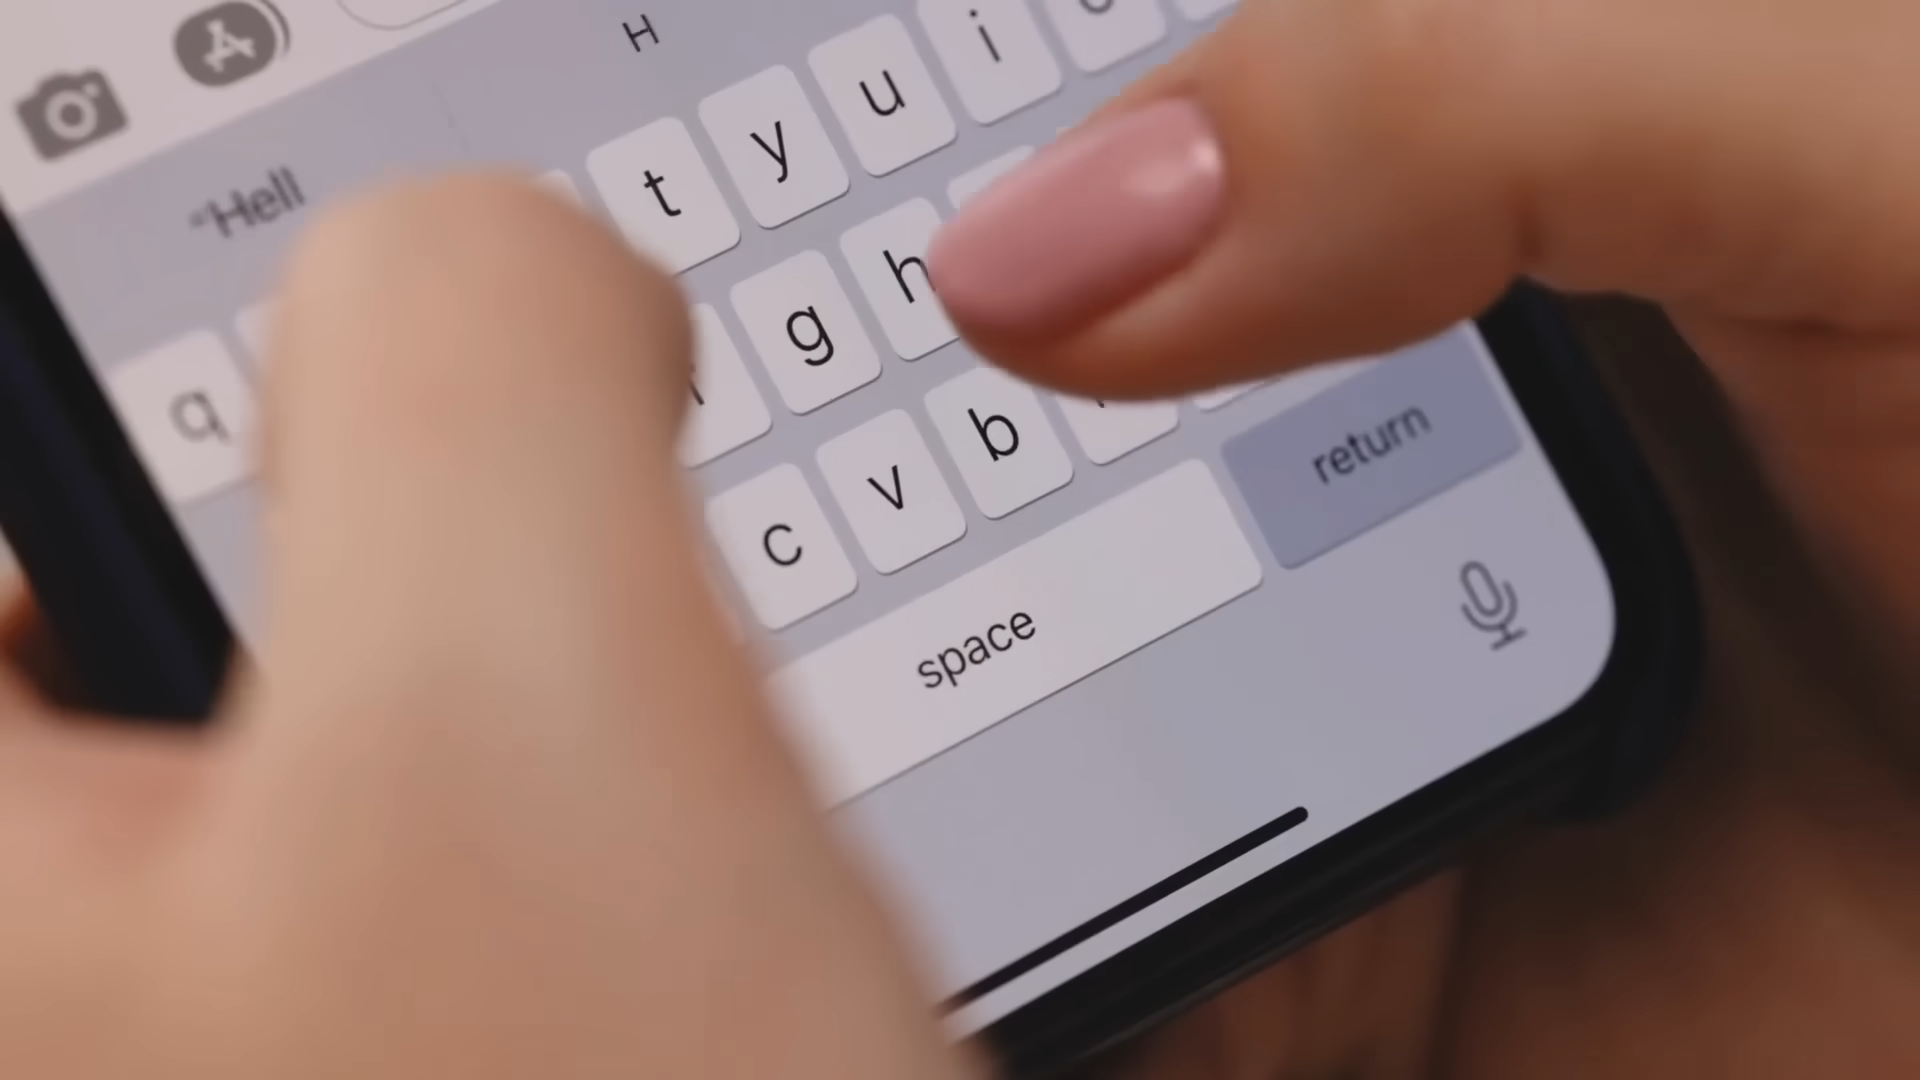 "Hell
H
q t y u i o
g h
c v b
space return